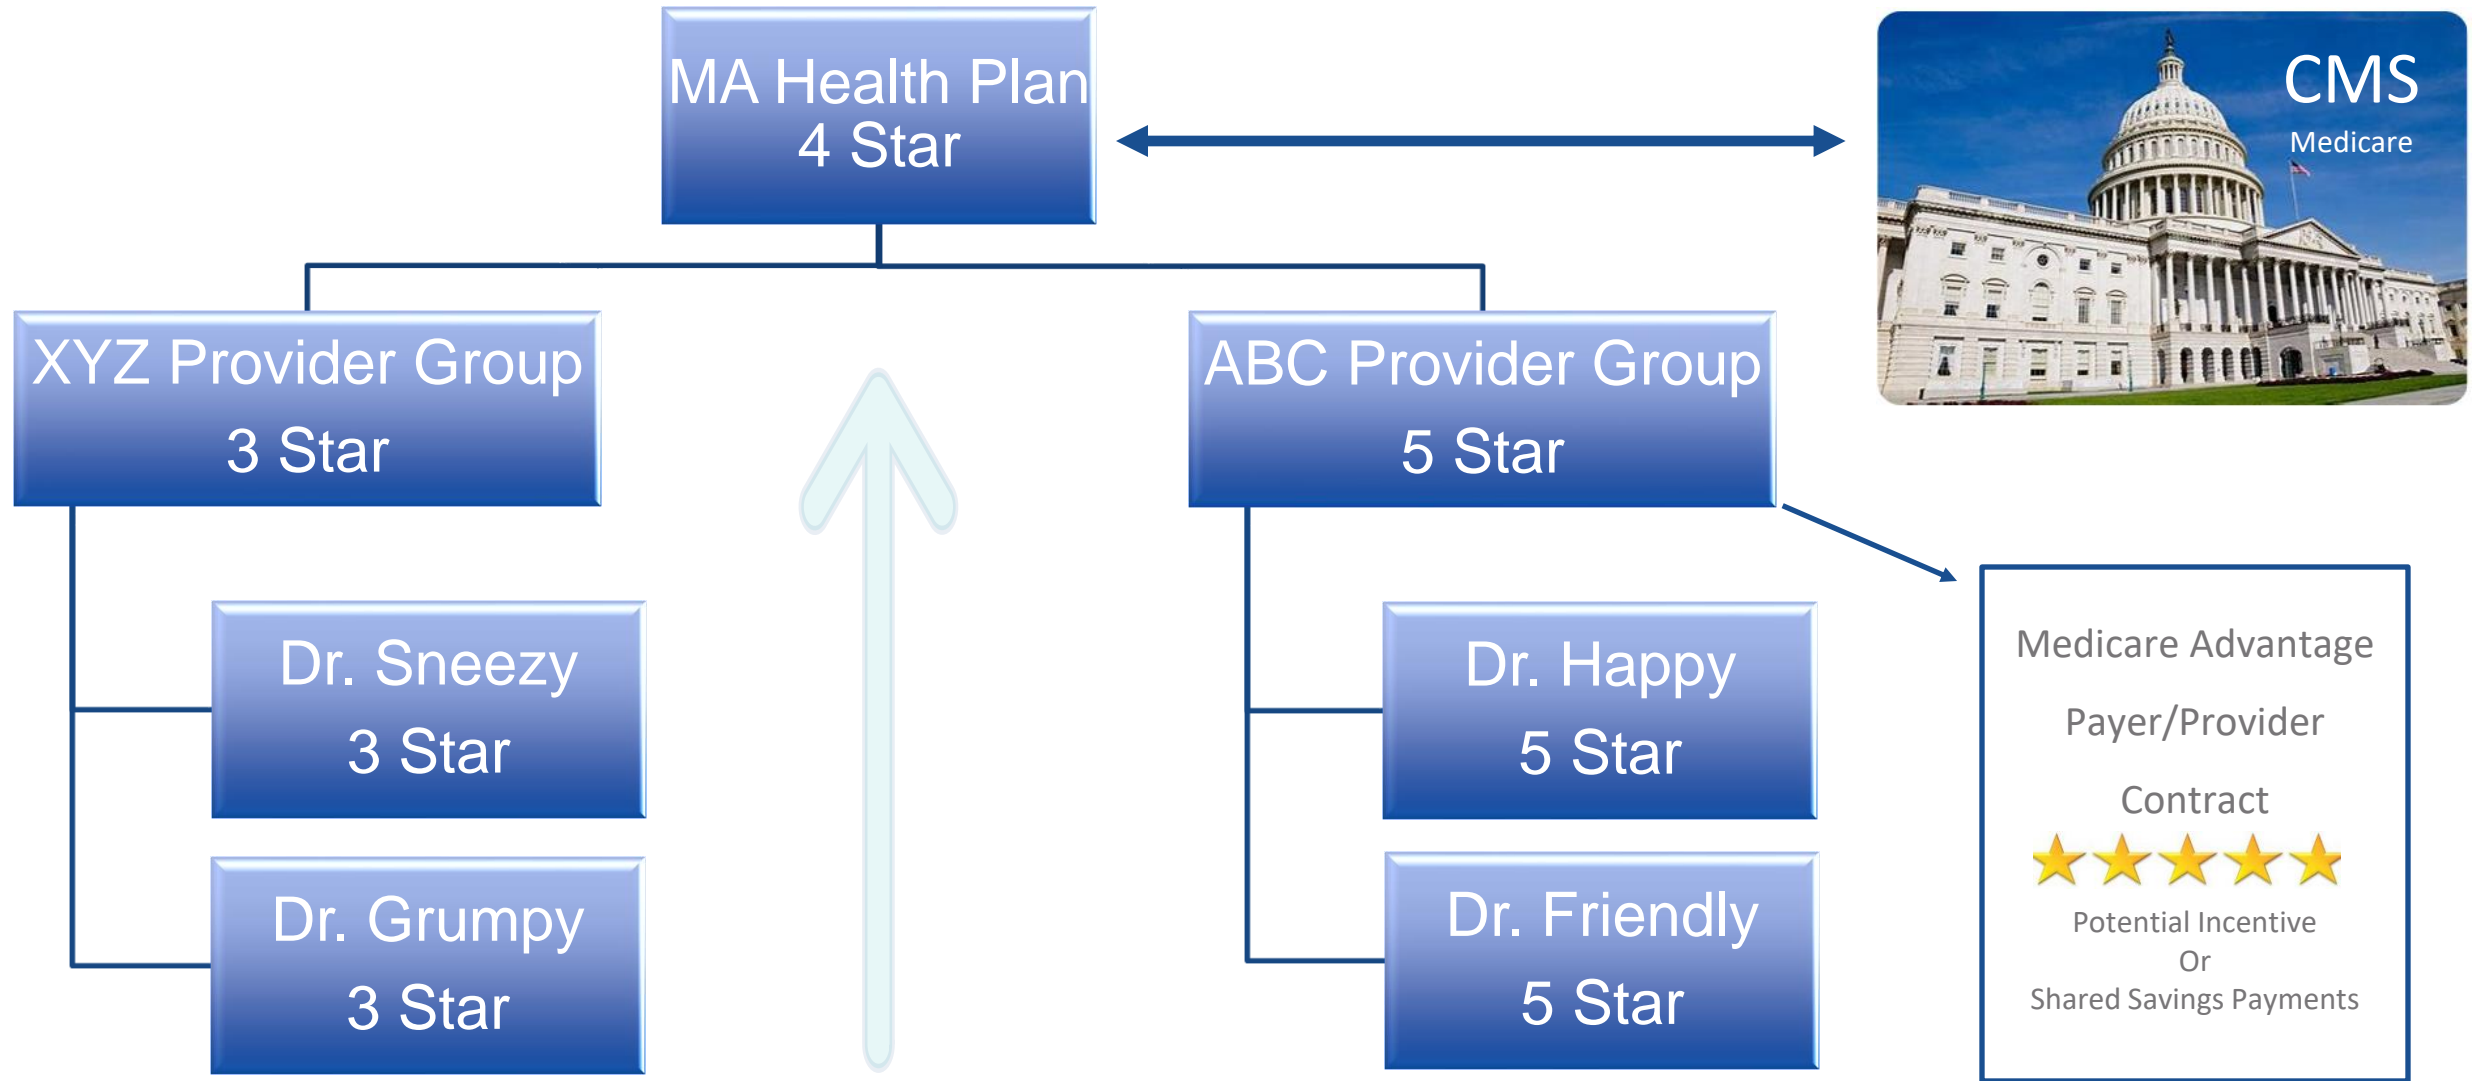 MA Health Plan
4 Star
CMS
Medicare
XYZ Provider Group
3 Star
ABC Provider Group
5 Star
Dr. Sneezy
3 Star
Dr. Grumpy
3 Star
Dr. Happy
5 Star
Dr. Friendly
5 Star
Medicare Advantage
Payer/Provider
Contract
Potential Incentive
Or
Shared Savings Payments